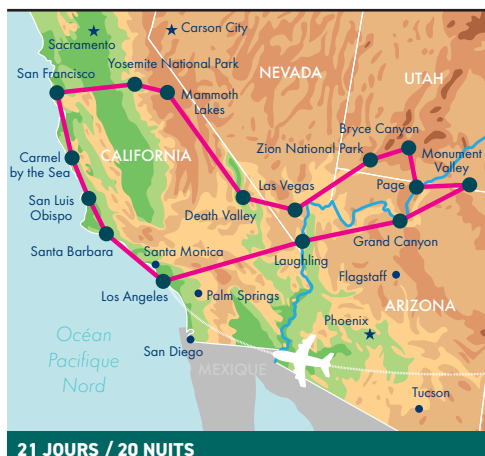 Carson City
Sacramento
Yosemite National Park
San Francisco
NEVADA
UTAH
Mammoth
Lakes
Bryce Canyon
Zion National Park
Monument
Valley
CALIFORNIA
Carmel
by the Sea
Page
Las Vegas
San Luis
Obispo
Death Valley
Grand Canyon
Santa Barbara
Santa Monica
Laughling
Flagstaff
Los Angeles
Palm Springs
ARIZONA
Phoenix
Océan
Pacifique
Nord
San Diego
MEXIQUE
Tucson
21 JOURS / 20 NUITS